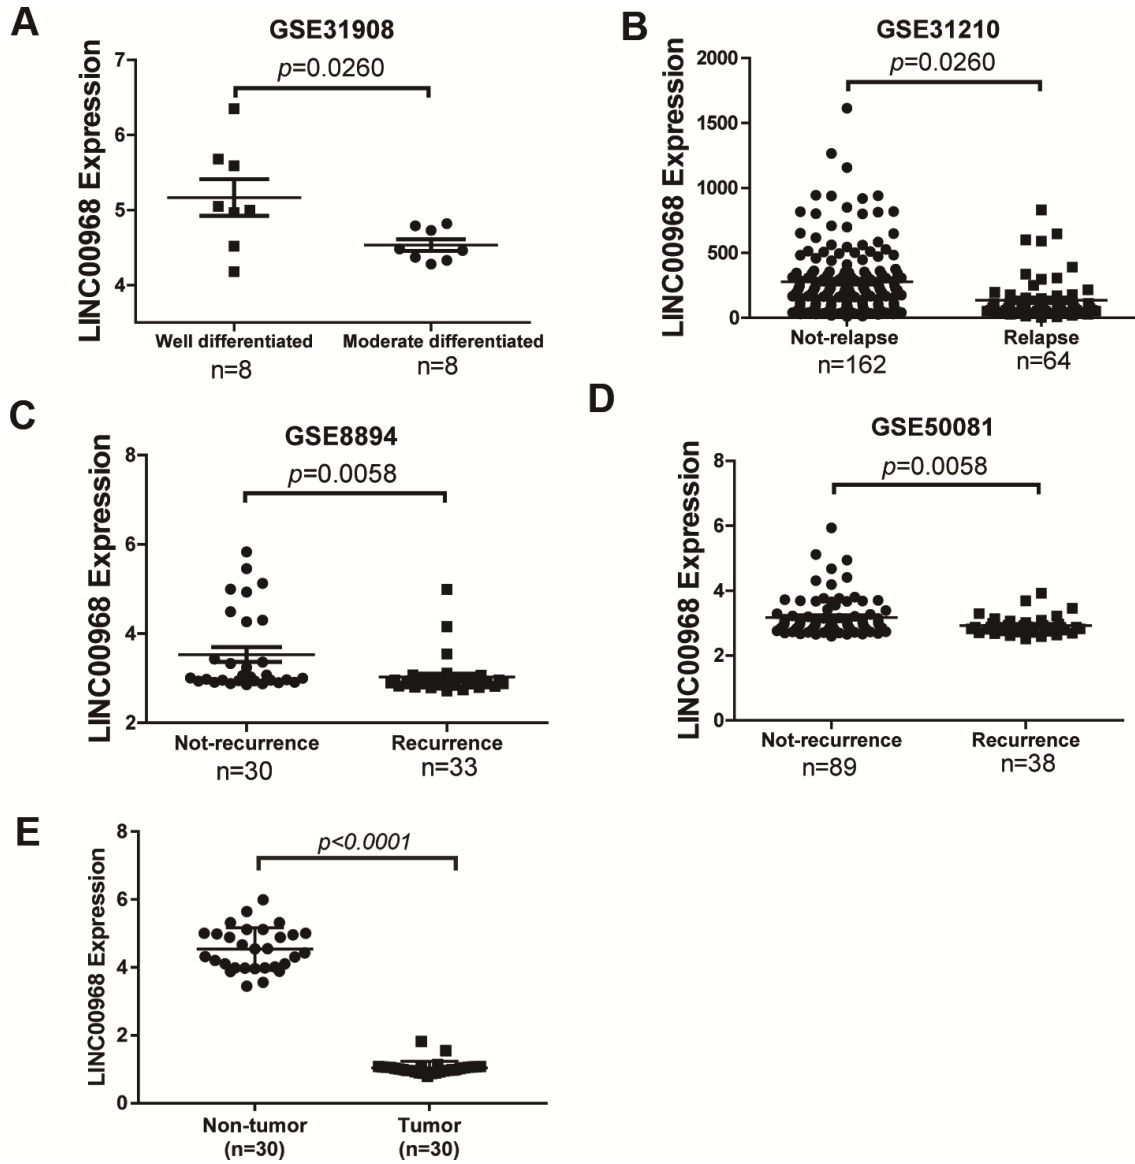 A
GSE31908
LINC00968 Expression
7
6
5
4
p=0.0260
Well differentiated
n=8
Moderate differentiated
n=8
B
GSE31210
LINC00968 Expression
2000
1500
1000
500
0
p=0.0260
Not-relapse
n=162
Relapse
n=64
C
GSE8894
LINC00968 Expression
8
6
4
2
p=0.0058
Not-recurrence
n=30
Recurrence
n=33
D
GSE50081
LINC00968 Expression
8
6
4
2
0
p=0.0058
Not-recurrence
n=89
Recurrence
n=38
E
LINC00968 Expression
8
6
4
2
0
p<0.0001
Non-tumor
(n=30)
Tumor
(n=30)